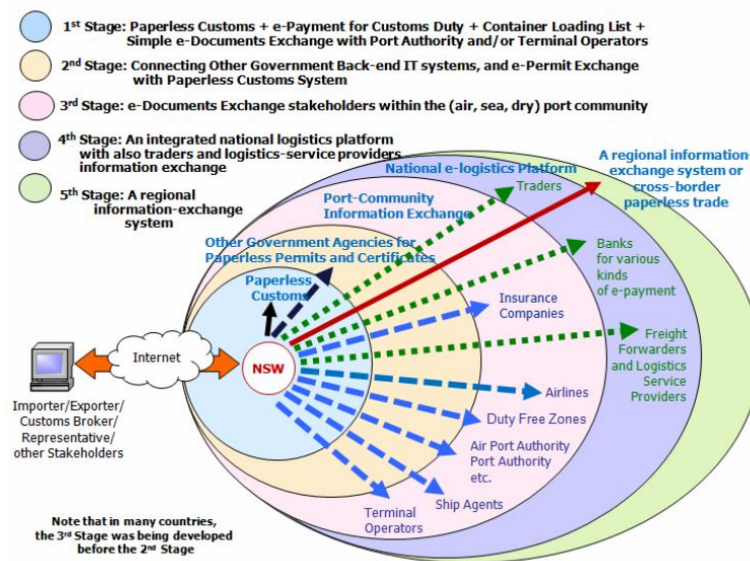 1st Stage: Paperless Customs + e-Payment for Customs Duty + Container Loading List +
Simple e-Documents Exchange with Port Authority and/or Terminal Operators
2nd Stage: Connecting Other Government Back-end IT systems, and e-Permit Exchange
with Paperless Customs System
3rd Stage: e-Documents Exchange stakeholders within the (air, sea, dry) port community
4th Stage: An integrated national logistics platform
with also traders and logistics-service providers
information exchange
5th Stage: A regional
information-exchange
system
National e-logistics Platform
Traders
A regional information-
exchange system or
cross-border
paperless trade
Port-Community
Information Exchange
Other Government Agencies for
Paperless Permits and Certificates
Paperless
Customs
Banks
for various
kinds
of e-payment
Insurance
Companies
Internet
NSW
Freight
Forwarders
and Logistics
Service
Providers
Importer/Exporter/
Customs Broker/
Representative/
other Stakeholders
Airlines
Duty Free Zones
Air Port Authority
Port Authority
etc.
Ship Agents
Terminal
Operators
Note that in many countries,
the 3rd Stage was being developed
before the 2nd Stage